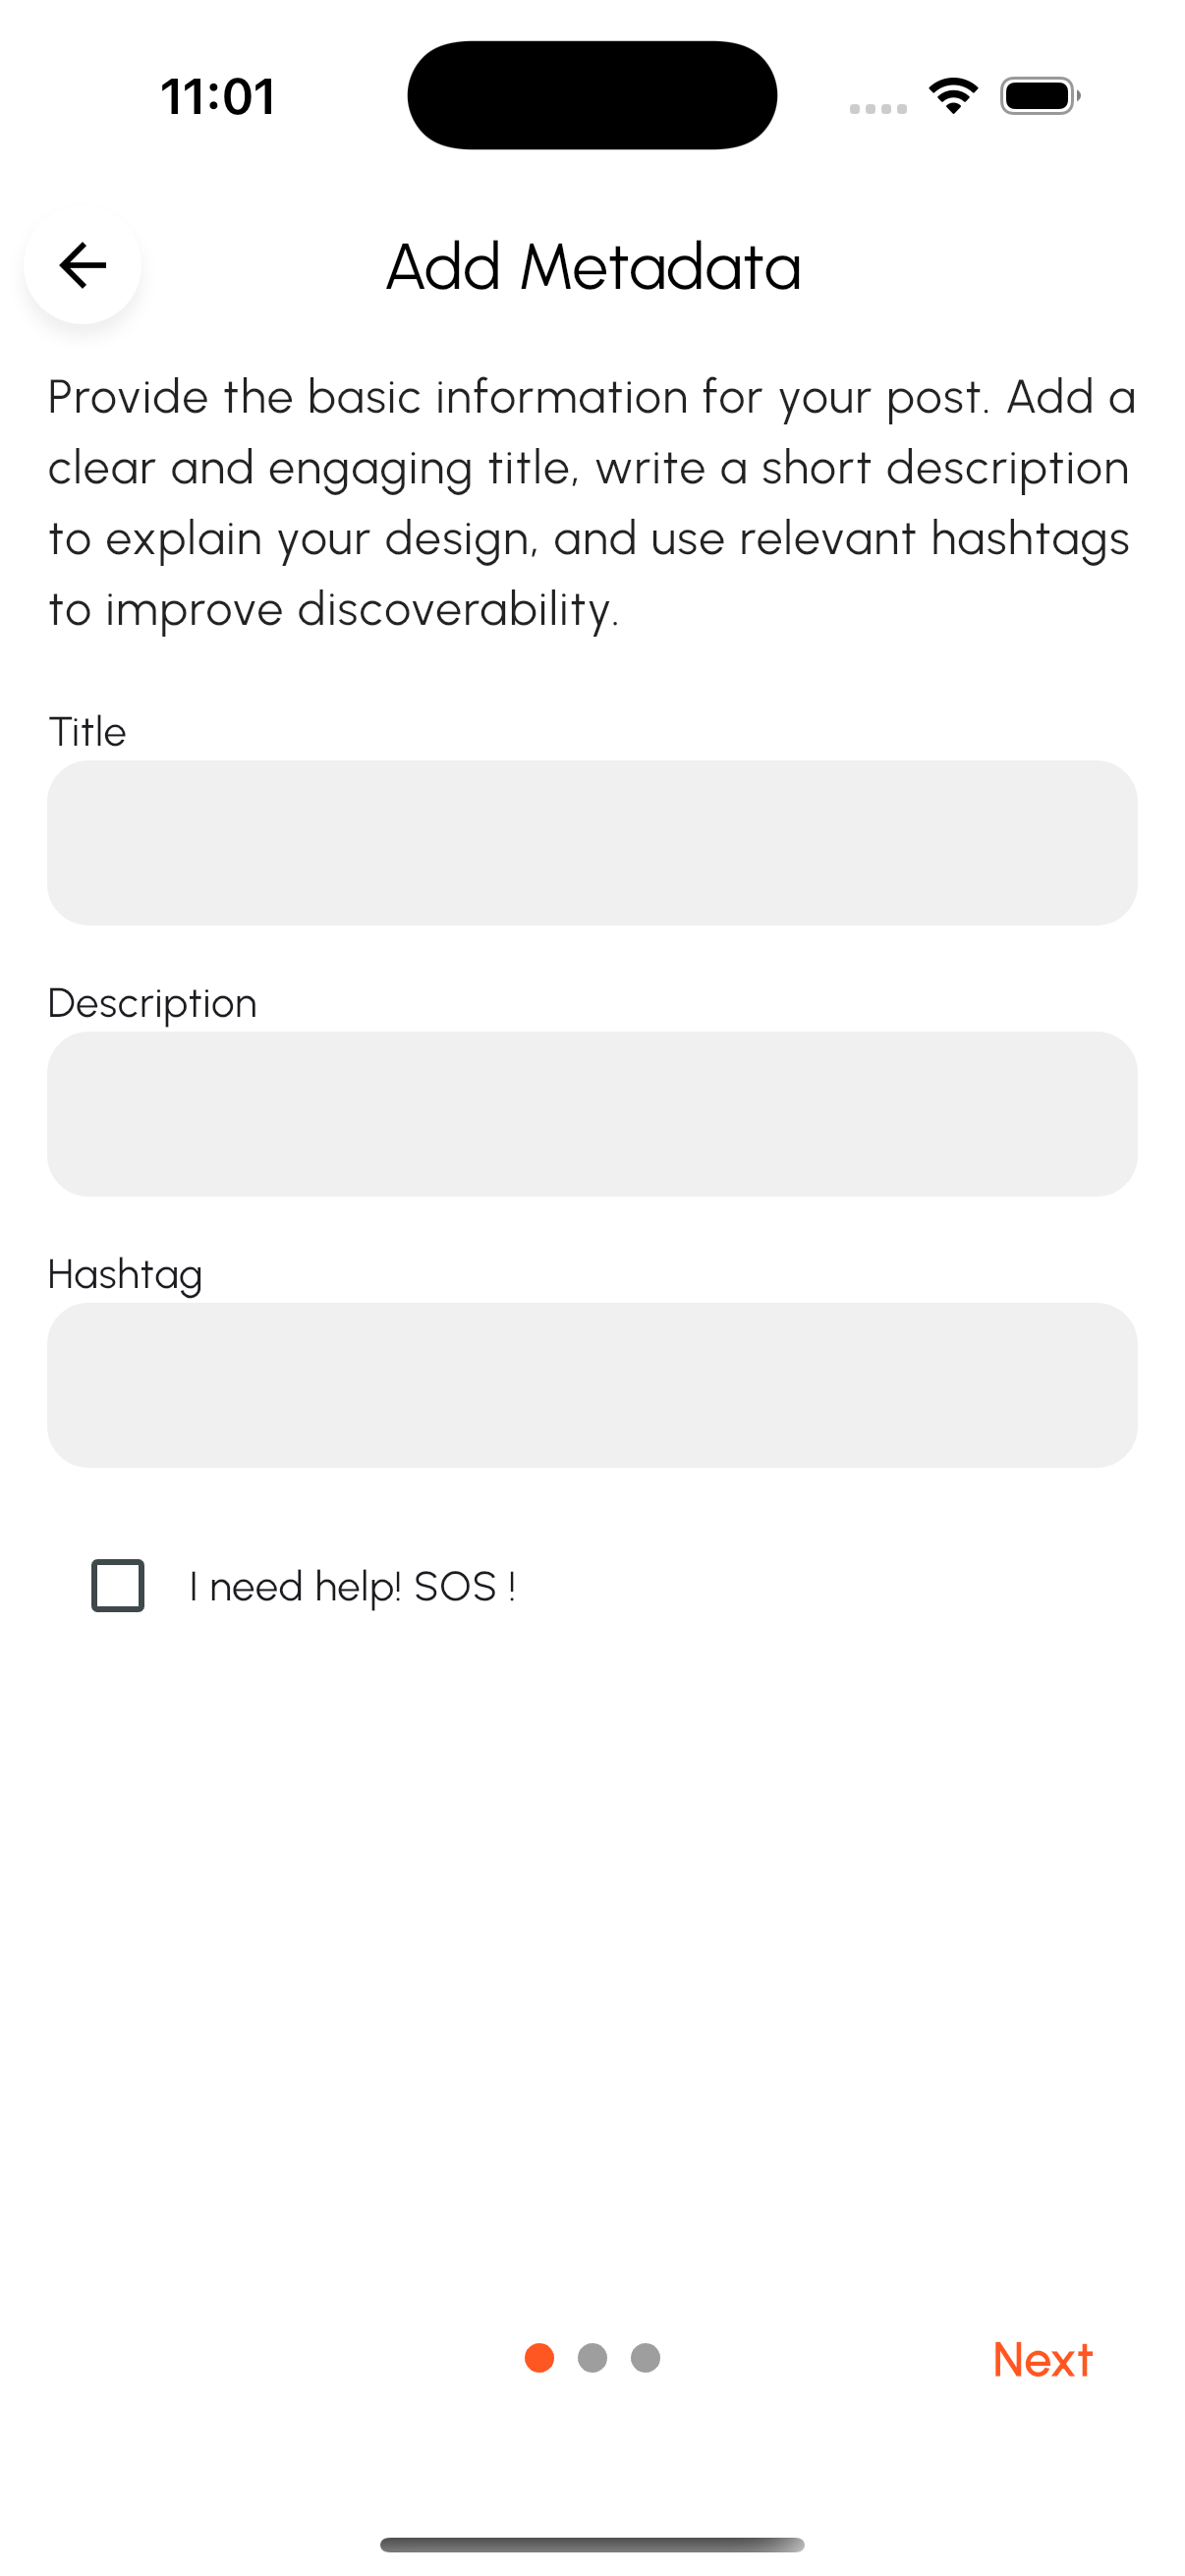 11:01
Add Metadata
Provide the basic information for your post. Add a
clear and engaging title, write a short description
to explain your design, and use relevant hashtags
to improve discoverability.
Title
Description
Hashtag
I need help! SOS !
Next